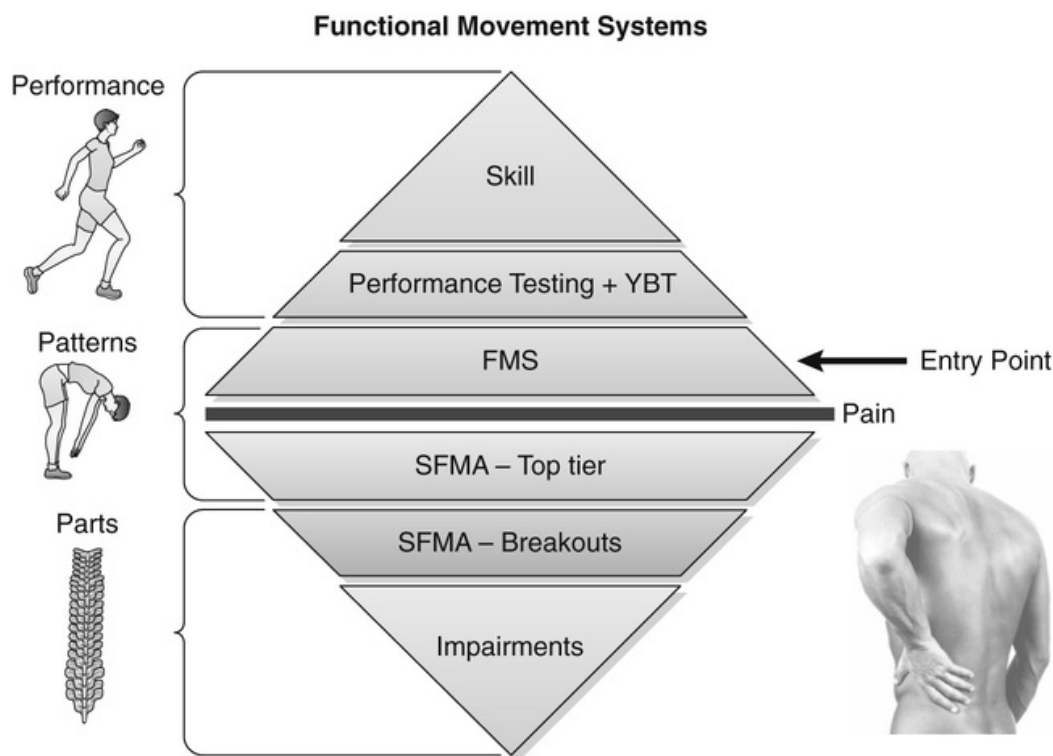 Functional Movement Systems
Performance
Skill
Performance Testing + YBT
Patterns
FMS
Entry Point
Pain
SFMA – Top tier
Parts
SFMA – Breakouts
Impairments